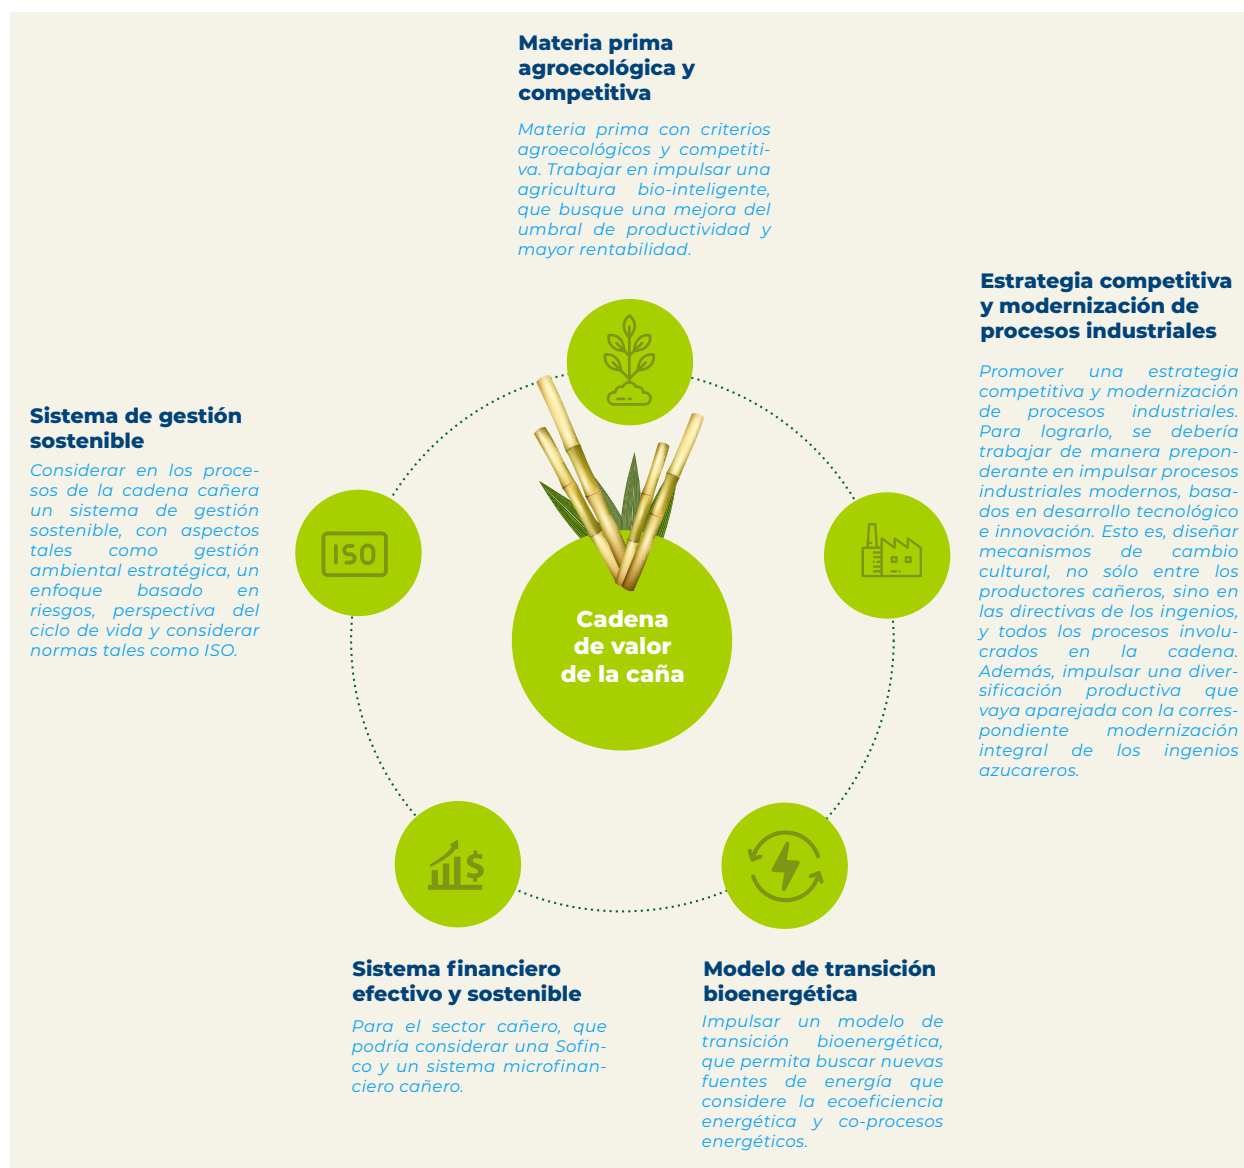 Materia prima
agroecológica y
competitiva
Materia prima con criterios
agroecológicos y competiti-
va. Trabajar en impulsar una
agricultura bio-inteligente,
que busque una mejora del
umbral de productividad y
mayor rentabilidad.
Estrategia competitiva
y modernización de
procesos industriales
Promover una estrategia
competitiva y modernización
de procesos industriales.
Para lograrlo, se debería
trabajar de manera prepon-
derante en impulsar procesos
industriales modernos, basa-
dos en desarrollo tecnológico
e innovación. Esto es, diseñar
mecanismos de cambio
cultural, no sólo entre los
productores cañeros, sino en
las directivas de los ingenios,
y todos los procesos involu-
crados en la cadena.
Además, impulsar una diver-
sificación productiva que
vaya aparejada con la corres-
pondiente modernización
integral de los ingenios
azucareros.
Sistema de gestión
sostenible
Considerar en los proce-
sos de la cadena cañera
un sistema de gestión
sostenible, con aspectos
tales como gestión
ambiental estratégica, un
enfoque basado en
riesgos, perspectiva del
ciclo de vida y considerar
normas tales como ISO.
ISO
Cadena
de valor
de la caña
$
Sistema financiero
efectivo y sostenible
Para el sector cañero, que
podría considerar una Sofin-
co y un sistema microfinan-
ciero cañero.
Modelo de transición
bioenergética
Impulsar un modelo de
transición bioenergética,
que permita buscar nuevas
fuentes de energía que
considere la ecoeficiencia
energética y co-procesos
energéticos.